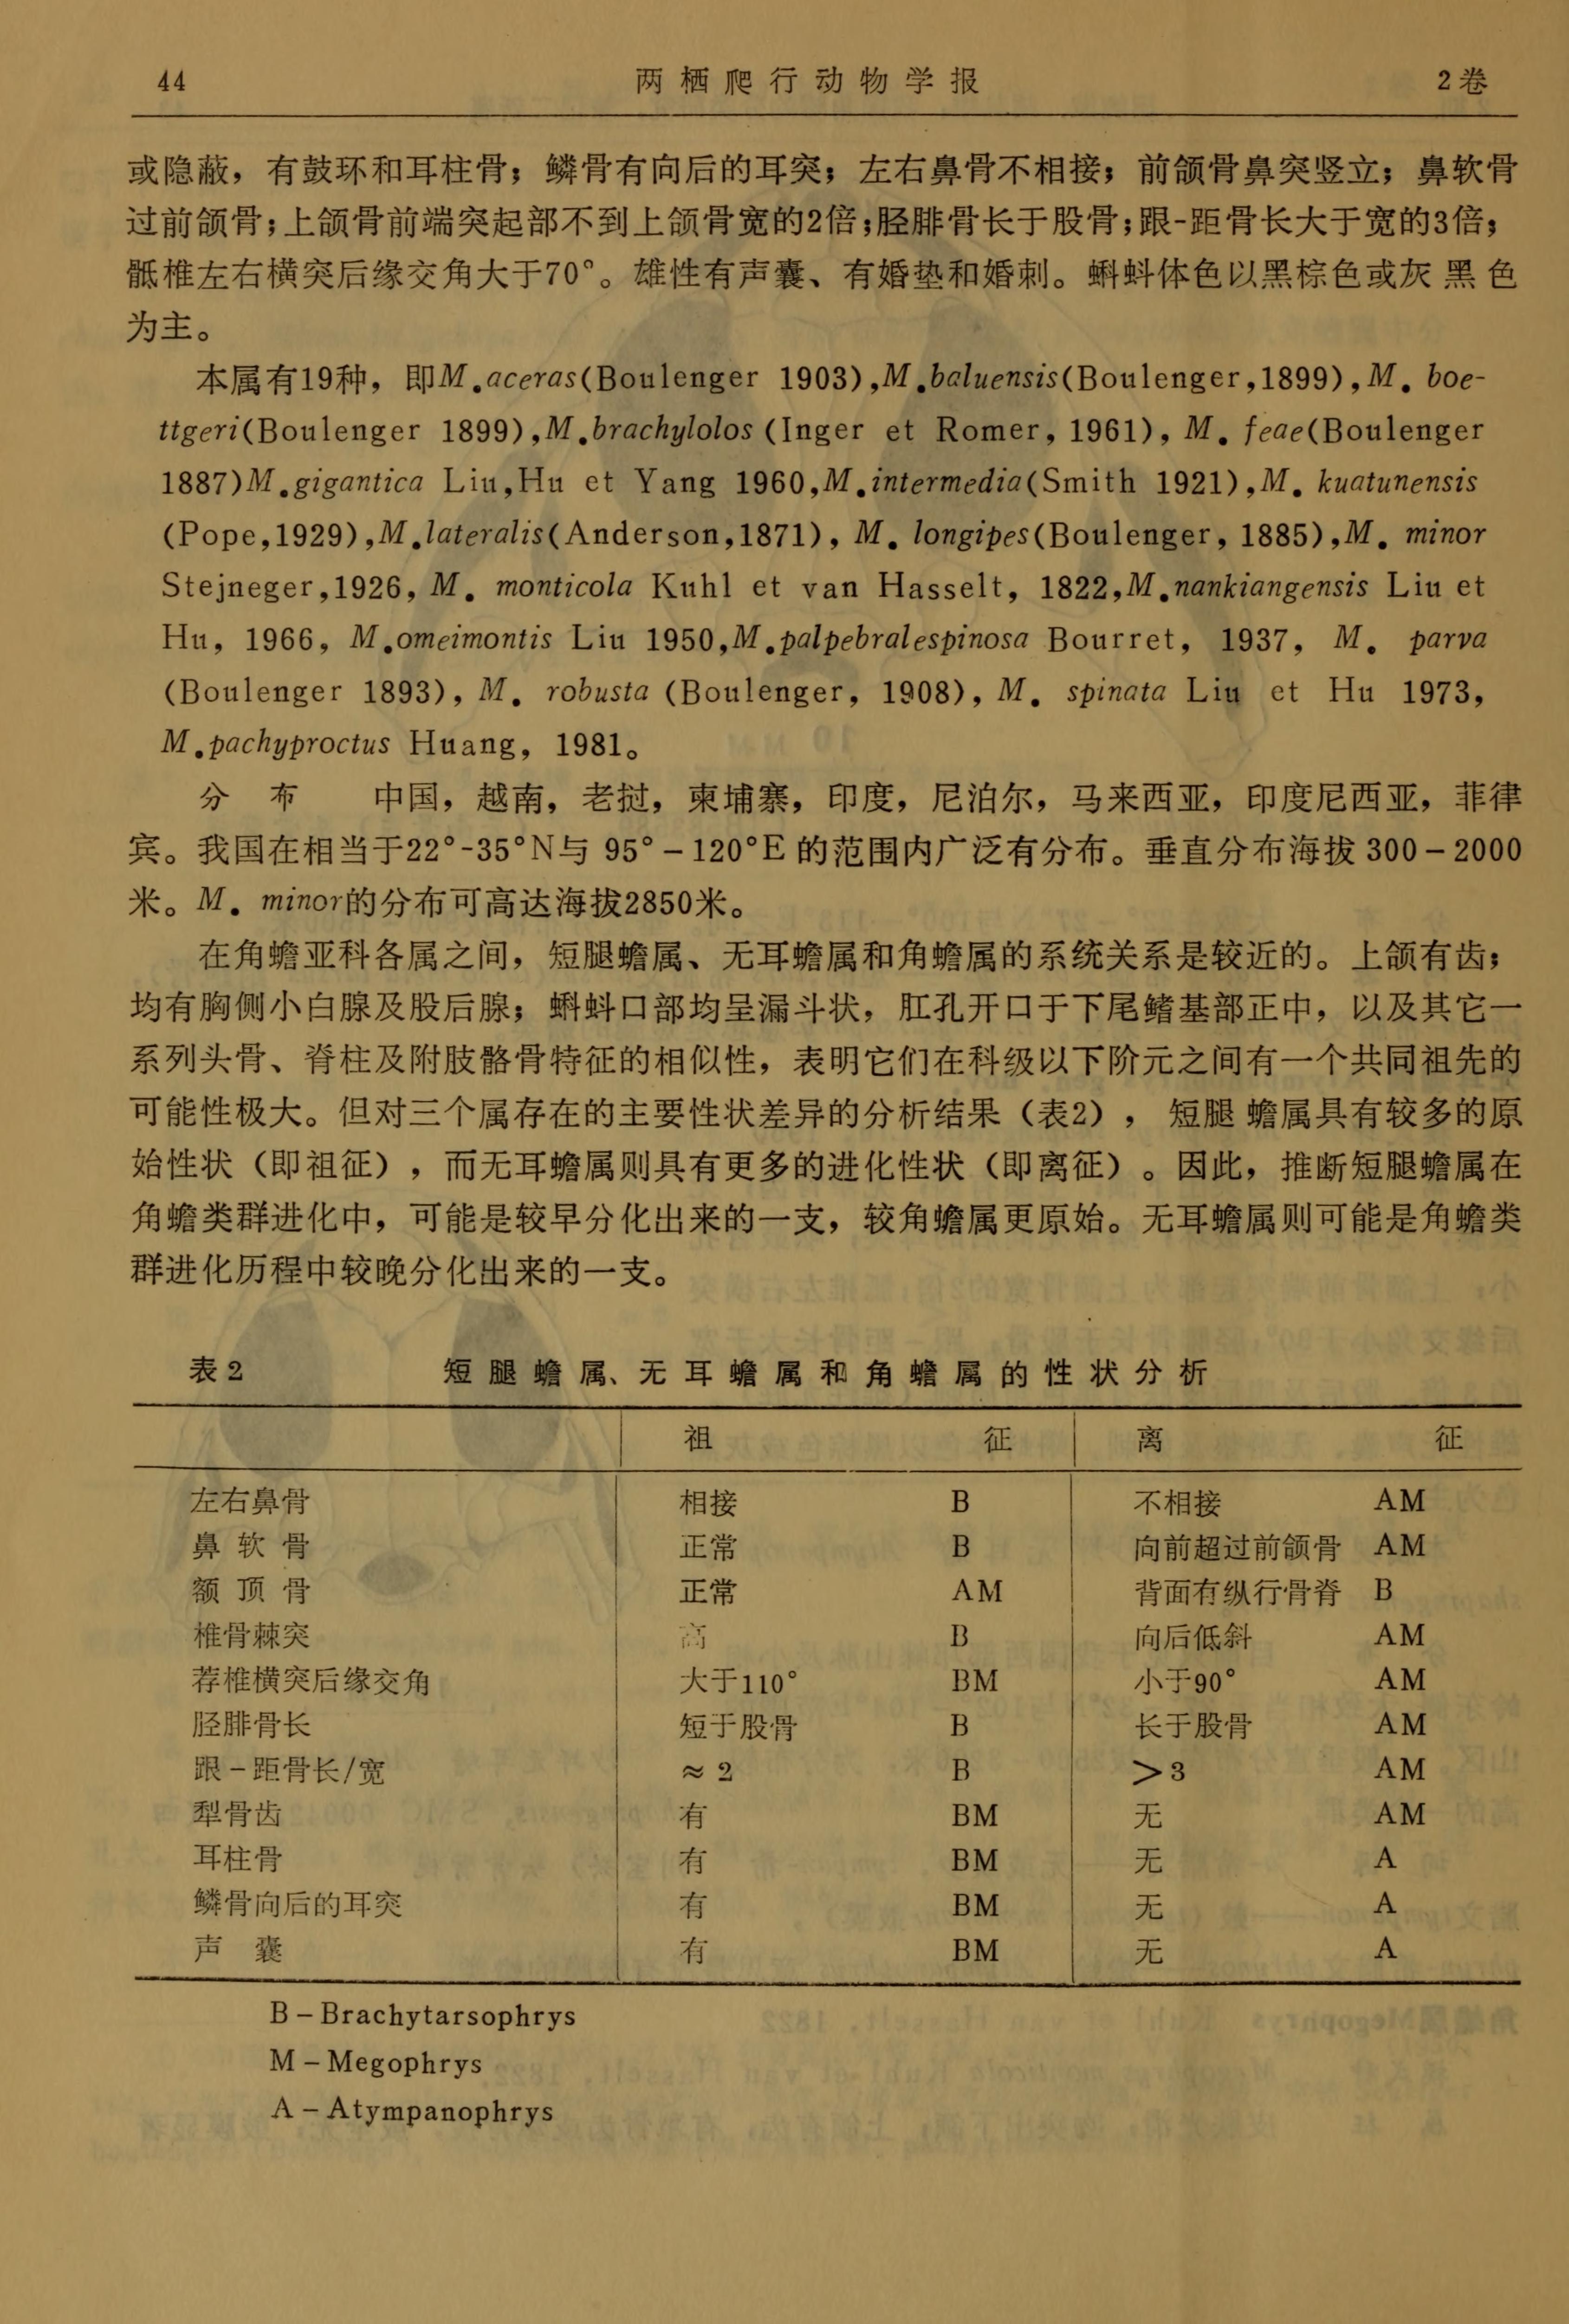 44 两栖爬行动物学报 2卷
或隐蔽，有鼓环和耳柱骨；鳞骨有向后的耳突；左右鼻骨不相接；前颌骨鼻突竖立；鼻软骨
过前颌骨；上颌骨前端突起部不到上颌骨宽的2倍；胫腓骨长于股骨；跟-距骨长大于宽的3倍；
骶椎左右横突后缘交角大于70°。雄性有声囊、有婚垫和婚刺。蝌蚪体色以黑棕色或灰黑色
为主。
本属有19种，即M.aceras(Boulenger 1903),M.baluensis(Boulenger,1899),M. boe-
ttgeri(Boulenger 1899),M.brachylolos (Inger et Romer, 1961), M. feae(Boulenger
1887)M.gigantica Liu,Hu et Yang 1960,M.intermedia(Smith 1921),M. kuatunensis
(Pope,1929),M.lateralis(Anderson,1871), M. longipes(Boulenger, 1885),M. minor
Stejneger,1926, M. monticola Kuhl et van Hasselt, 1822,M.nankiangensis Liu et
Hu, 1966, M.omeimontis Liu 1950,M.palpebralespinosa Bourret, 1937, M. parva
(Boulenger 1893), M. robusta (Boulenger, 1908), M. spinata Liu et Hu 1973,
M.pachyproctus Huang, 1981。
分 布 中国，越南，老挝，柬埔寨，印度，尼泊尔，马来西亚，印度尼西亚，菲律
宾。我国在相当于22°-35°N与 95°－120°E 的范围内广泛有分布。垂直分布海拔 300－2000
米。M. minor的分布可高达海拔2850米。
在角蟾亚科各属之间，短腿蟾属、无耳蟾属和角蟾属的系统关系是较近的。上颌有齿；
均有胸侧小白腺及股后腺；蝌蚪口部均呈漏斗状，肛孔开口于下尾鳍基部正中，以及其它一
系列头骨、脊柱及附肢骼骨特征的相似性，表明它们在科级以下阶元之间有一个共同祖先的
可能性极大。但对三个属存在的主要性状差异的分析结果（表2），短腿蟾属具有较多的原
始性状（即祖征），而无耳蟾属则具有更多的进化性状（即离征）。因此，推断短腿蟾属在
角蟾类群进化中，可能是较早分化出来的一支，较角蟾属更原始。无耳蟾属则可能是角蟾类
群进化历程中较晚分化出来的一支。
表2 短腿蟾属、无耳蟾属和角蟾属的性状分析
祖 征 离 征
左右鼻骨 相接 B 不相接 AM
鼻软骨 正常 B 向前超过前颌骨 AM
额顶骨 正常 AM 背面有纵行骨脊 B
椎骨棘突 高 B 向后低斜 AM
荐椎横突后缘交角 大于110° BM 小于90° AM
胫腓骨长 短于股骨 B 长于股骨 AM
跟－距骨长/宽 ≈2 B ＞3 AM
犁骨齿 有 BM 无 AM
耳柱骨 有 BM 无 A
鳞骨向后的耳突 有 BM 无 A
声 囊 有 BM 无 A
B－Brachytarsophrys
M－Megophrys
A－Atympanophrys